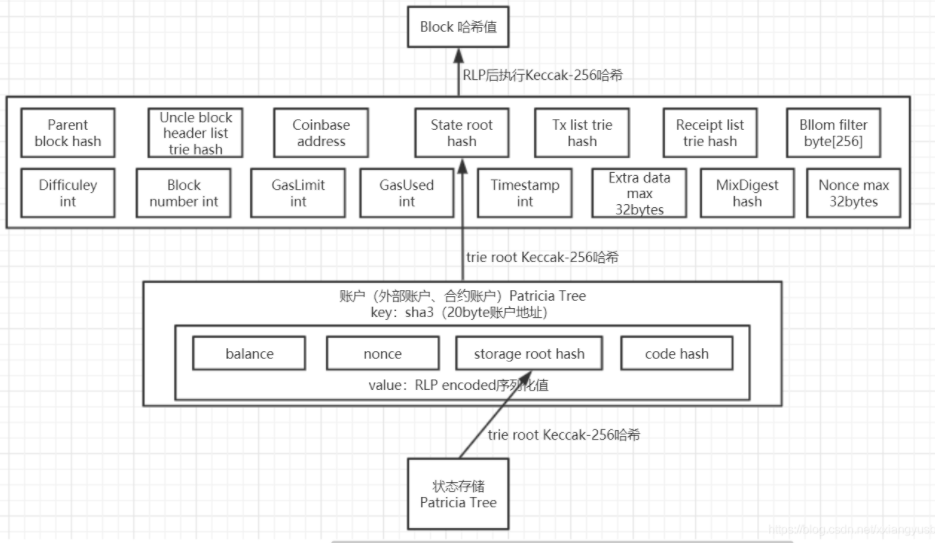 Block 哈希值
RLP后执行Keccak-256哈希
Parent
block hash
Uncle block
header list
trie hash
Coinbase
address
State root
hash
Tx list trie
hash
Receipt list
trie hash
Bllom filter
byte[256]
Difficuley
int
Block
number int
GasLimit
int
GasUsed
int
Timestamp
int
Extra data
max
32bytes
MixDigest
hash
Nonce max
32bytes
trie root Keccak-256哈希
账户（外部账户、合约账户）Patricia Tree
key：sha3（20byte账户地址）
balance
nonce
storage root hash
code hash
value：RLP encoded序列化值
trie root Keccak-256哈希
状态存储
Patricia Tree